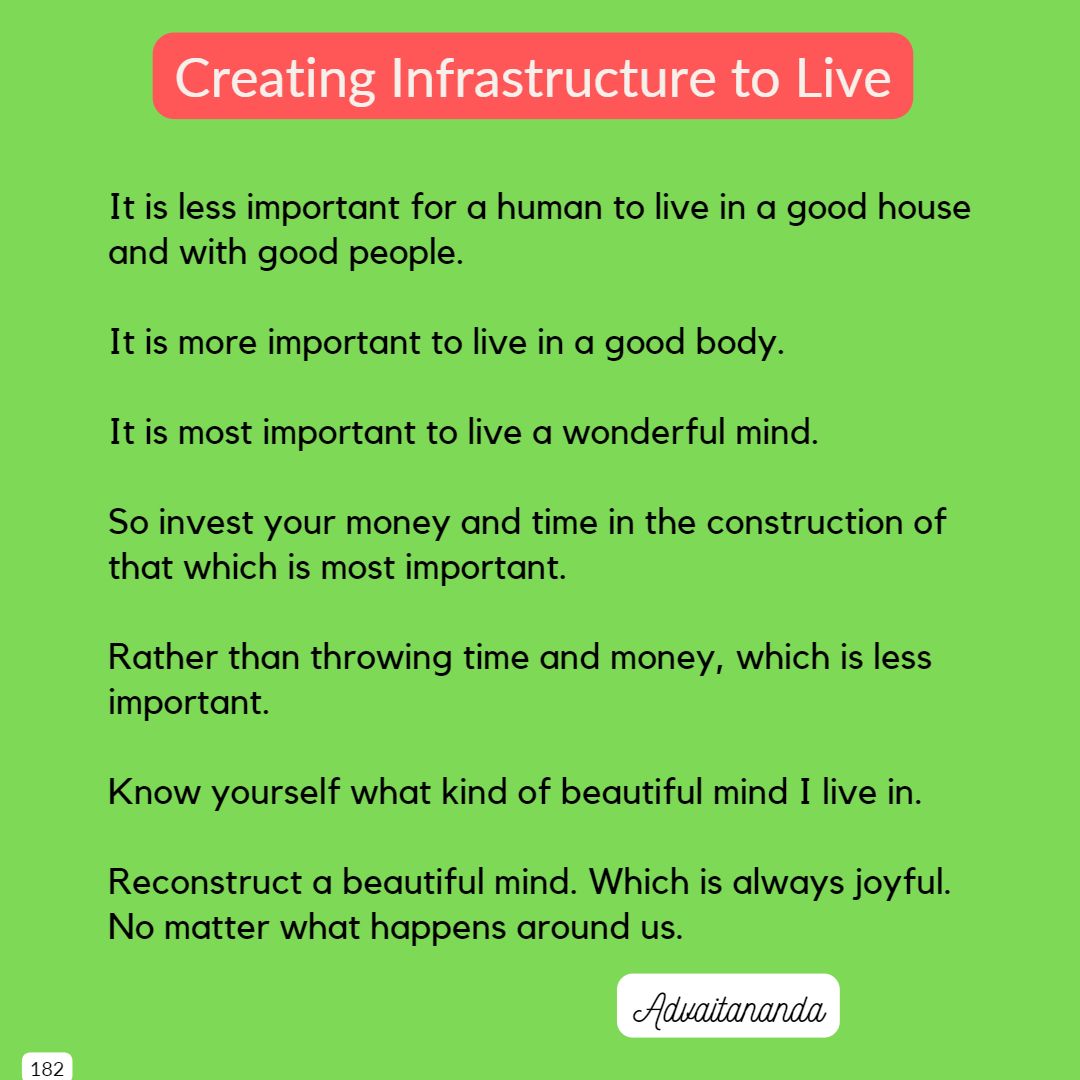 Creating Infrastructure to Live
It is less important for a human to live in a good house
and with good people.
It is more important to live in a good body.
It is most important to live a wonderful mind.
So invest your money and time in the construction of
that which is most important.
Rather than throwing time and money, which is less
important.
Know yourself what kind of beautiful mind I live in.
Reconstruct a beautiful mind. Which is always joyful.
No matter what happens around us.
Advaitananda
182